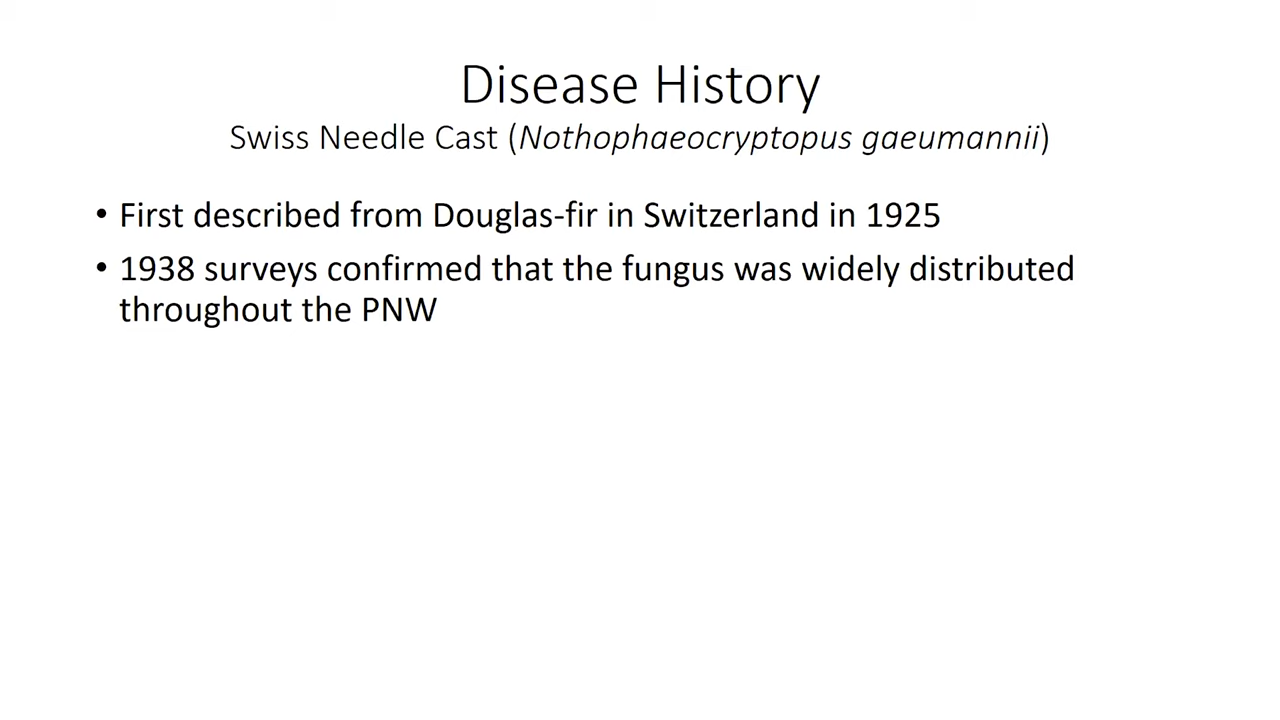 Disease History
Swiss Needle Cast (Nothophaeocryptopus gaeumannii)
• First described from Douglas-fir in Switzerland in 1925
• 1938 surveys confirmed that the fungus was widely distributed
throughout the PNW